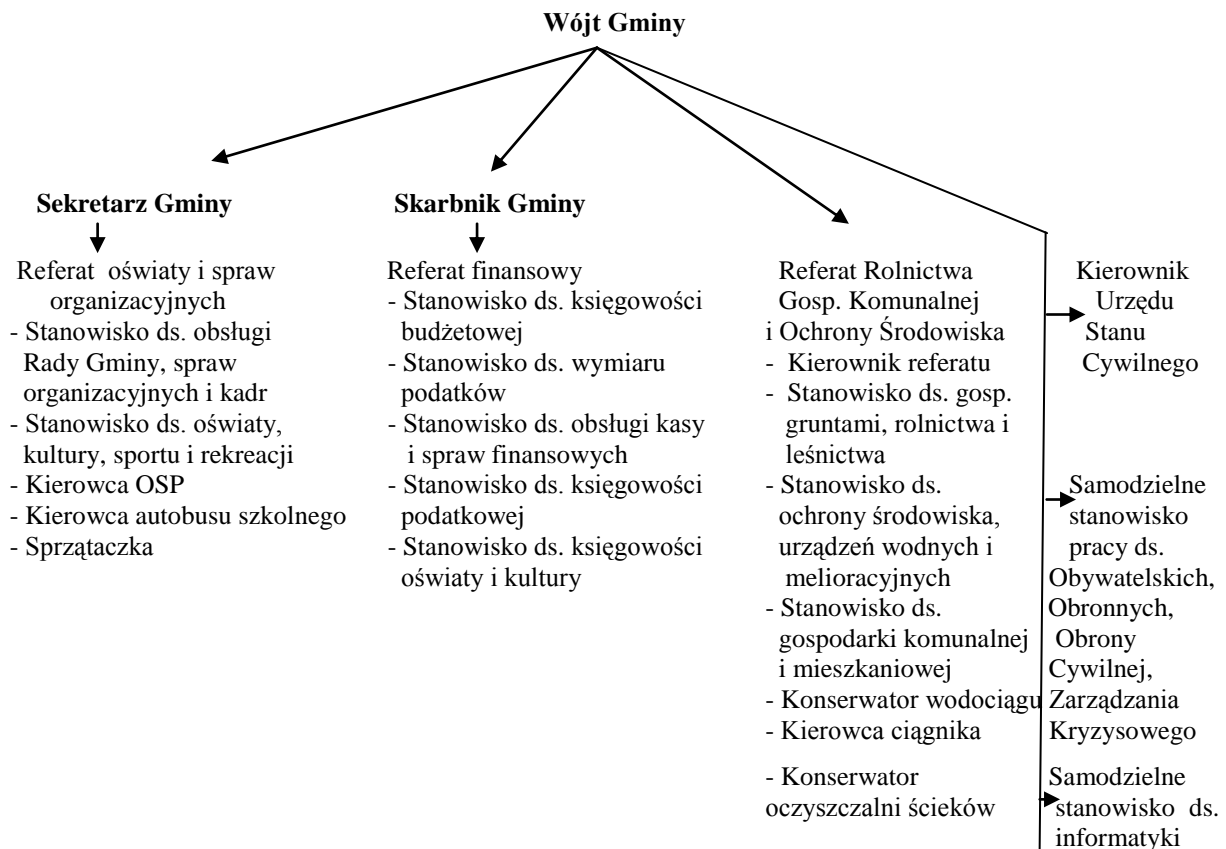 Wójt Gminy
Sekretarz Gminy
Referat oświaty i spraw
organizacyjnych
- Stanowisko ds. obsługi
Rady Gminy, spraw
organizacyjnych i kadr
- Stanowisko ds. oświaty,
kultury, sportu i rekreacji
- Kierowca OSP
- Kierowca autobusu szkolnego
- Sprzątaczka
Skarbnik Gminy
Referat finansowy
- Stanowisko ds. księgowości
budżetowej
- Stanowisko ds. wymiaru
podatków
- Stanowisko ds. obsługi kasy
i spraw finansowych
- Stanowisko ds. księgowości
podatkowej
- Stanowisko ds. księgowości
oświaty i kultury
Referat Rolnictwa
Gosp. Komunalnej
i Ochrony Środowiska
- Kierownik referatu
- Stanowisko ds. gosp.
gruntami, rolnictwa i
leśnictwa
- Stanowisko ds.
ochrony środowiska,
urządzeń wodnych i
melioracyjnych
- Stanowisko ds.
gospodarki komunalnej
i mieszkaniowej
- Konserwator wodociągu
- Kierowca ciągnika
- Konserwator
oczyszczalni ścieków
Kierownik
Urzędu
Stanu
Cywilnego
Samodzielne
stanowisko
pracy ds.
Obywatelskich,
Obronnych,
Obrony
Cywilnej,
Zarządzania
Kryzysowego
Samodzielne
stanowisko ds.
informatyki